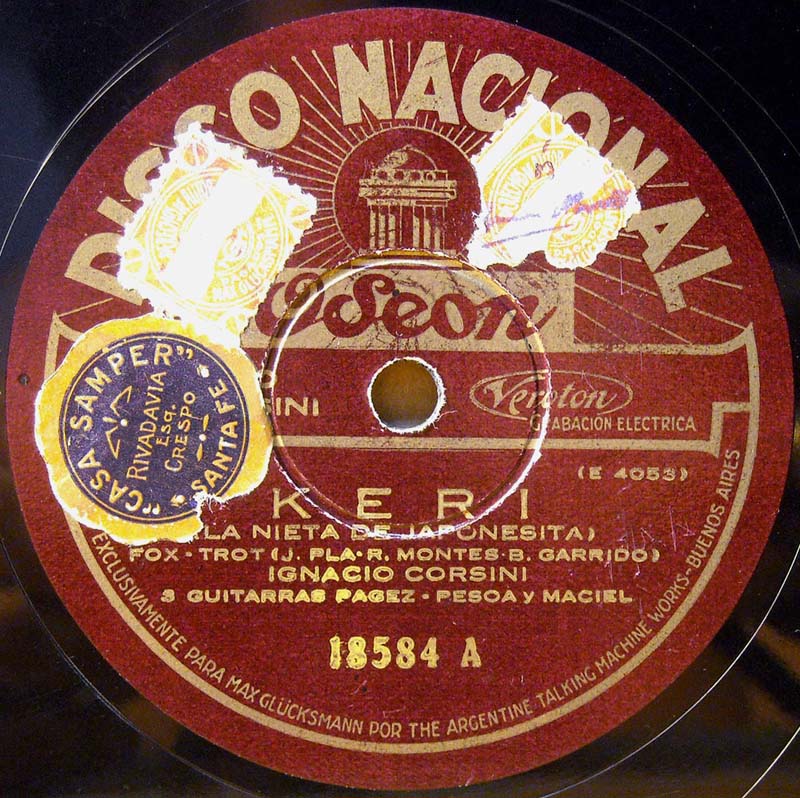 DISCO NACIONAL
Odeon
Veroton
GRABACIÓN ELECTRICA
(E 4053)
KERI
(LA NIETA DE JAPONESITA)
FOX-TROT (J. PLA-R. MONTES-B. GARRIDO)
IGNACIO CORSINI
3 GUITARRAS PAGEZ - PESOA y MACIEL
18584 A
EXCLUSIVAMENTE PARA MAX GLÜCKSMANN POR THE ARGENTINE TALKING MACHINE WORKS-BUENOS AIRES
"CASA SAMPER"
RIVADAVIA
ESQ.
CRESPO
SANTA FE